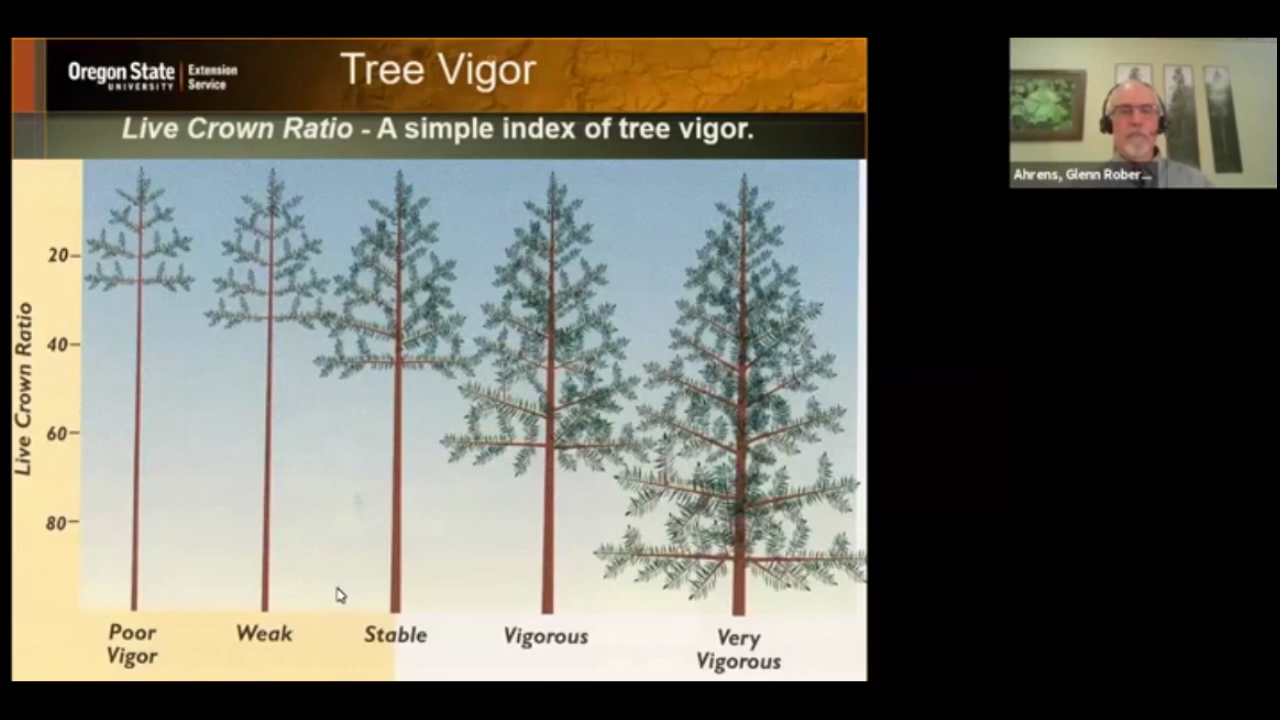 Oregon State
UNIVERSITY
Extension
Service
Tree Vigor
Live Crown Ratio - A simple index of tree vigor.
Ahrens, Glenn Rober...
Live Crown Ratio
20
40
60
80
Poor
Vigor
Weak
Stable
Vigorous
Very
Vigorous